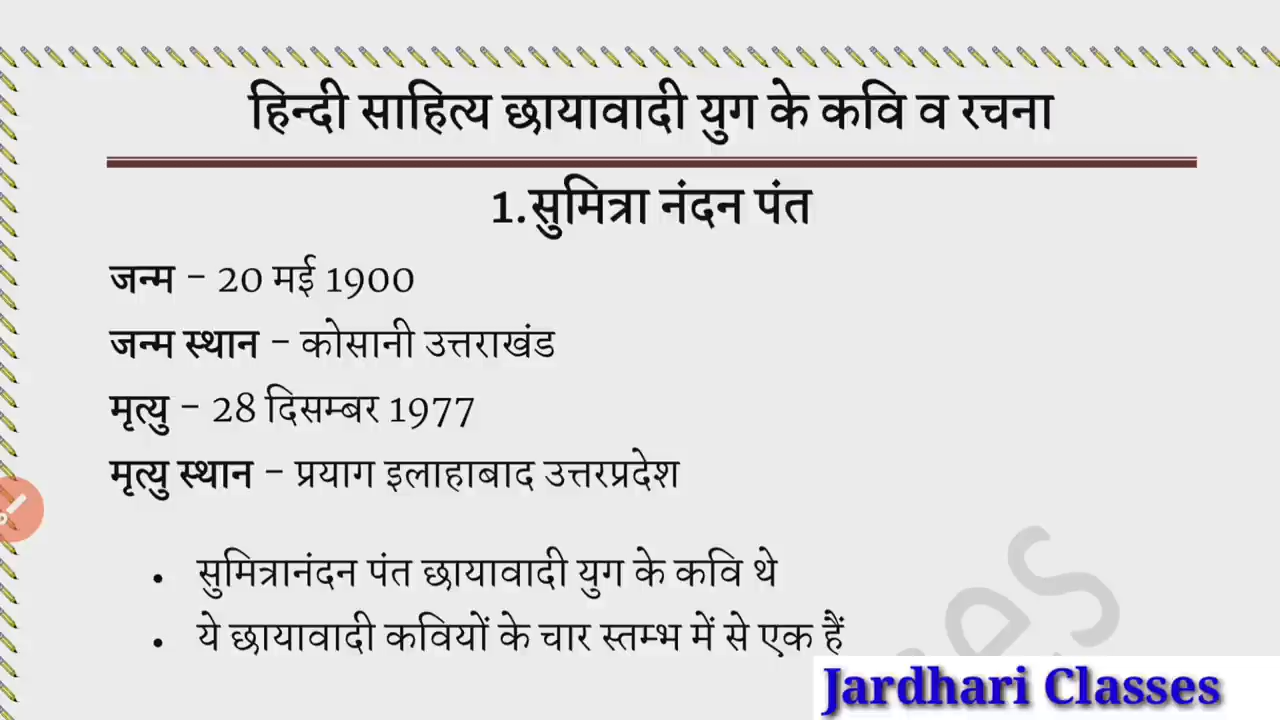 हिन्दी साहित्य छायावादी युग के कवि व रचना
1.सुमित्रा नंदन पंत
जन्म - 20 मई 1900
जन्म स्थान - कोसानी उत्तराखंड
मृत्यु - 28 दिसम्बर 1977
मृत्यु स्थान - प्रयाग इलाहाबाद उत्तरप्रदेश
• सुमित्रानंदन पंत छायावादी युग के कवि थे
• ये छायावादी कवियों के चार स्तम्भ में से एक हैं
Jardhari Classes